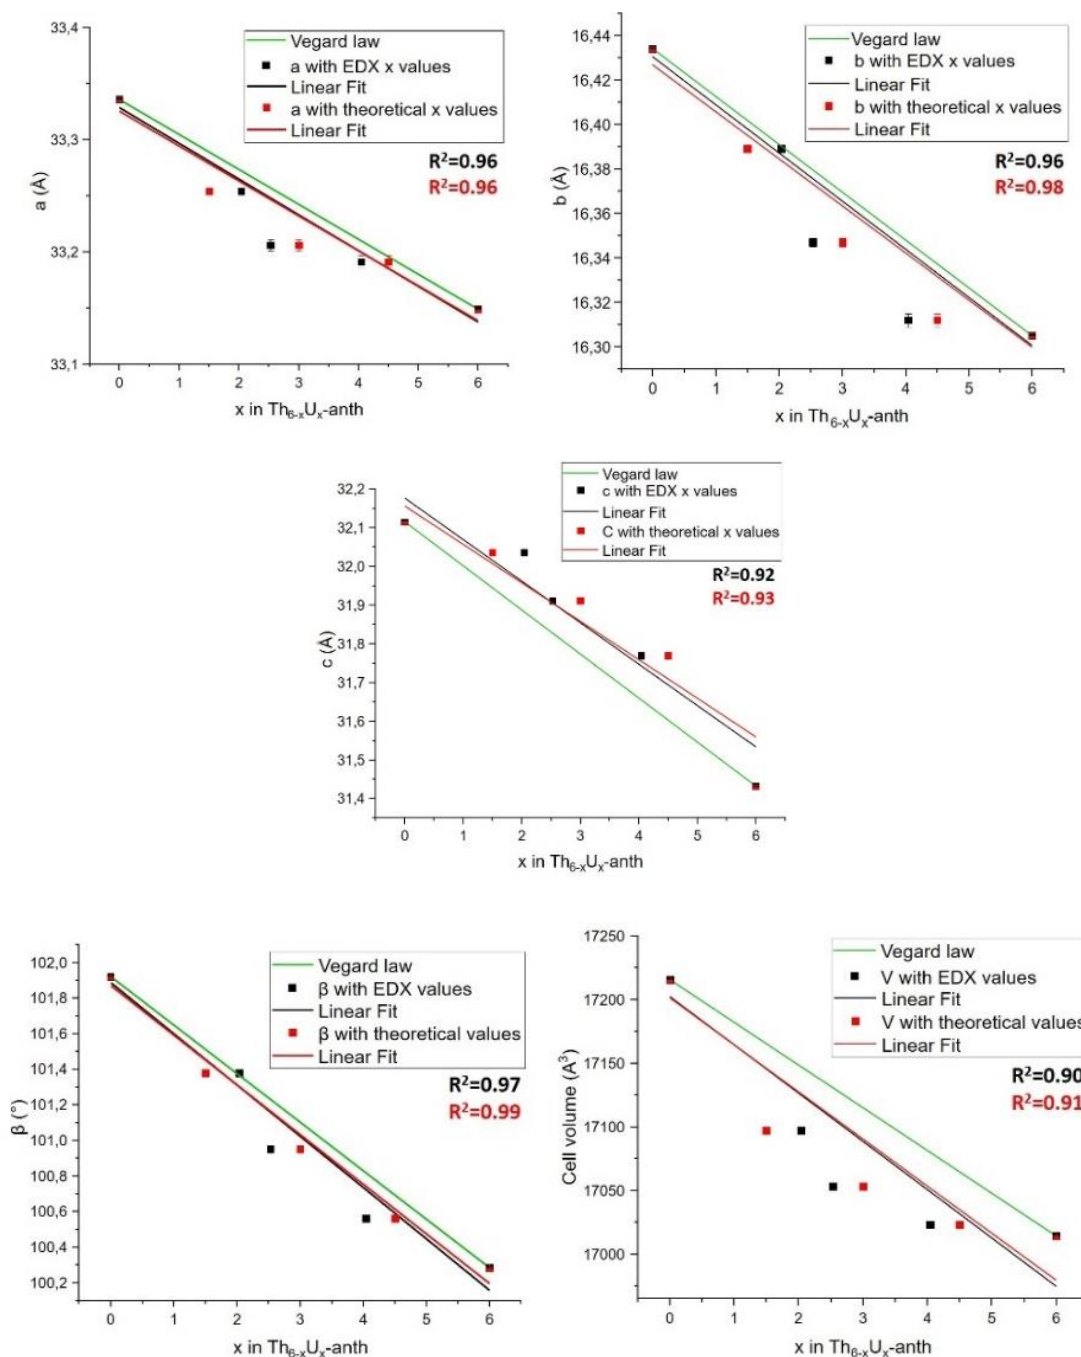 33,4
33,3
33,2
33,1
a (Å)
Vegard law
a with EDX x values
Linear Fit
a with theoretical x values
Linear Fit
R²=0.96
R²=0.96
0 1 2 3 4 5 6
x in Th₆₋ₓUₓ-anth
16,44
16,42
16,40
16,38
16,36
16,34
16,32
16,30
b (Å)
Vegard law
b with EDX x values
Linear Fit
b with theoretical x values
Linear Fit
R²=0.96
R²=0.98
0 1 2 3 4 5 6
x in Th₆₋ₓUₓ-anth
32,2
32,1
32,0
31,9
31,8
31,7
31,6
31,5
31,4
c (Å)
Vegard law
c with EDX x values
Linear Fit
C with theoretical x values
Linear Fit
R²=0.92
R²=0.93
0 1 2 3 4 5 6
x in Th₆₋ₓUₓ-anth
102,0
101,8
101,6
101,4
101,2
101,0
100,8
100,6
100,4
100,2
β (°)
Vegard law
β with EDX values
Linear Fit
β with theoretical values
Linear Fit
R²=0.97
R²=0.99
0 1 2 3 4 5 6
x in Th₆₋ₓUₓ-anth
17250
17200
17150
17100
17050
17000
Cell volume (A³)
Vegard law
V with EDX values
Linear Fit
V with theoretical values
Linear Fit
R²=0.90
R²=0.91
0 1 2 3 4 5 6
x in Th₆₋ₓUₓ-anth